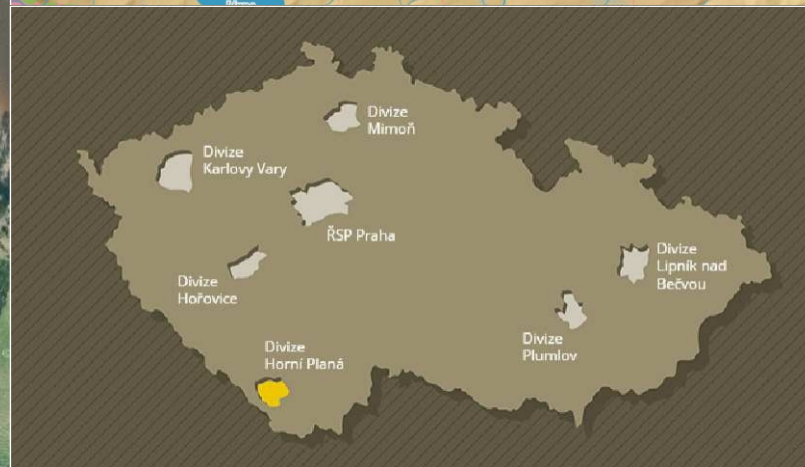 Divize
Mimoň
Divize
Karlovy Vary
ŘSP Praha
Divize
Hořovice
Divize
Lipník nad
Bečvou
Divize
Plumlov
Divize
Horní Planá